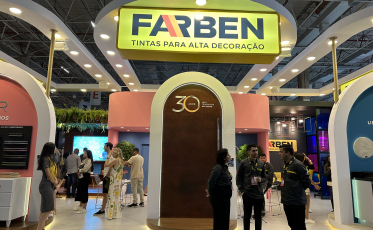 FARBEN
TINTAS PARA ALTA DECORAÇÃO
30
FARBEN